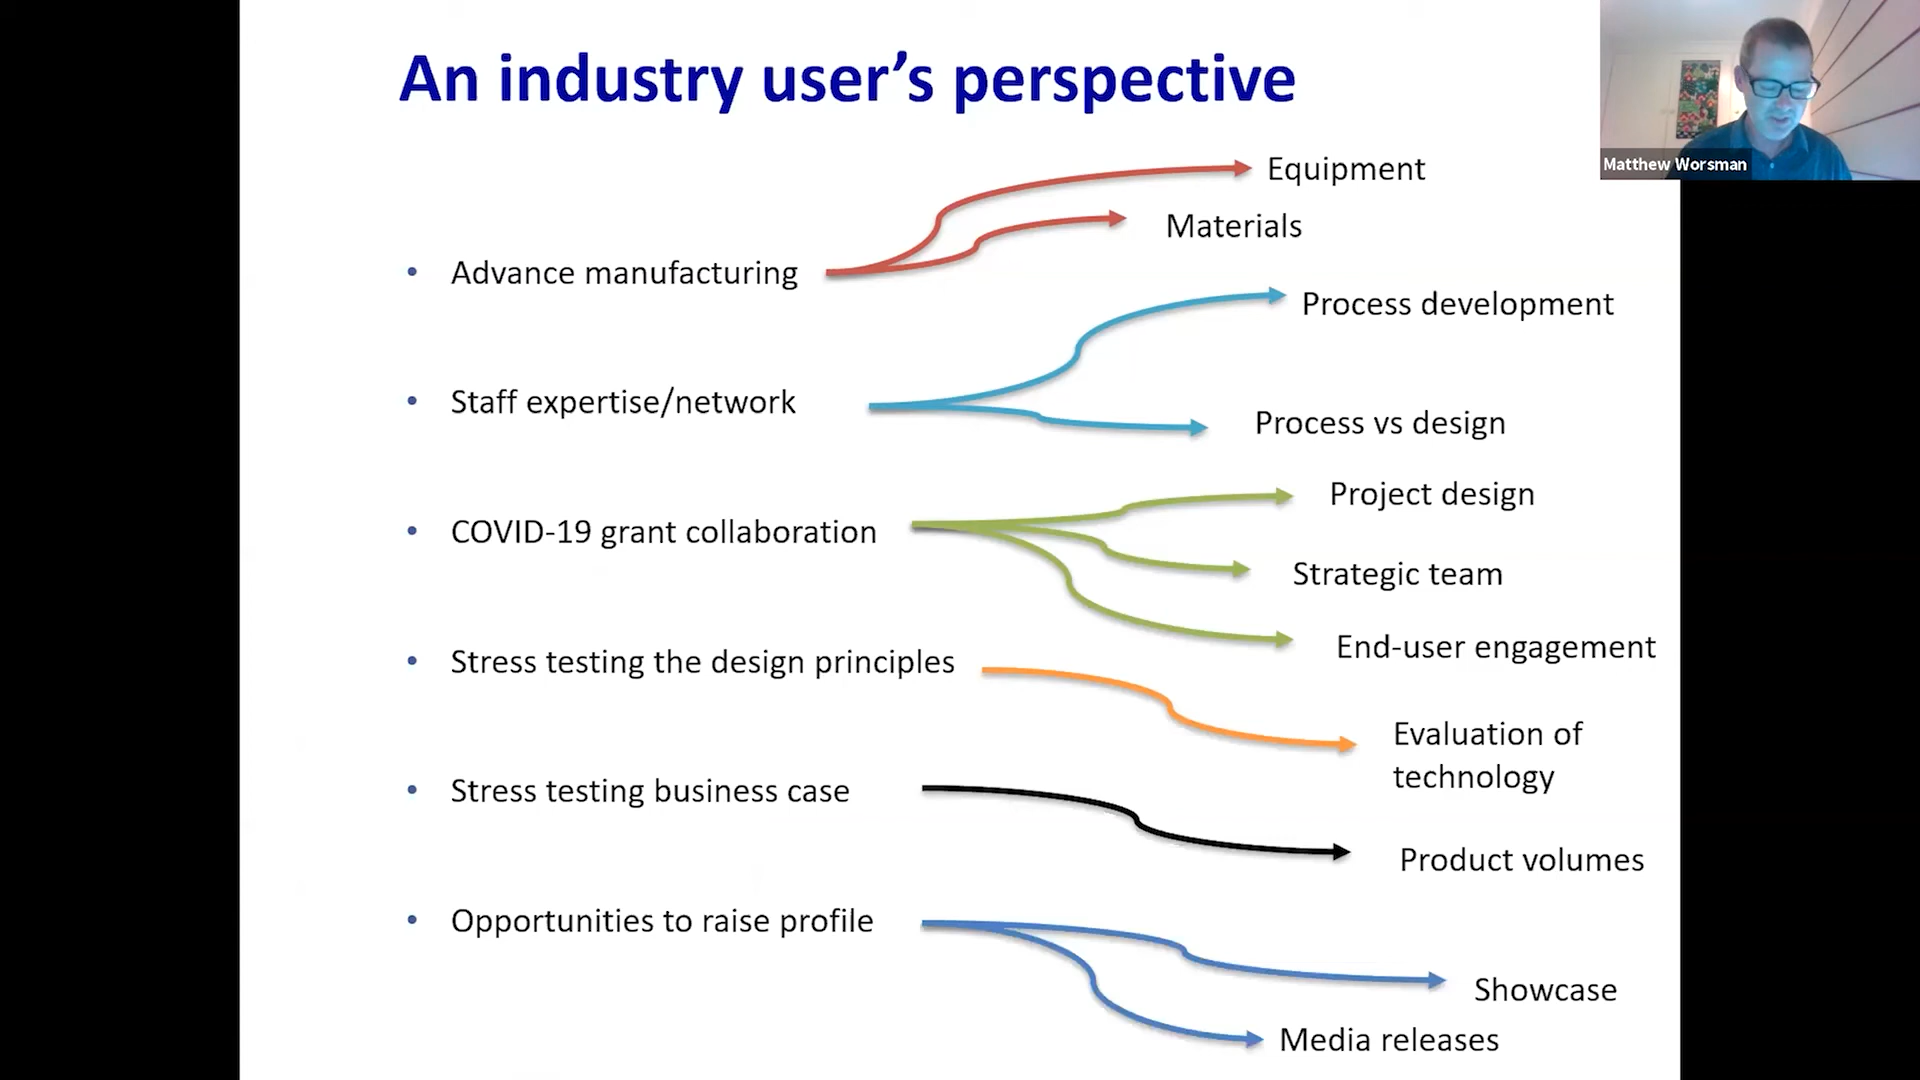 An industry user's perspective
Matthew Worsman
Equipment
Materials
• Advance manufacturing
Process development
• Staff expertise/network
Process vs design
Project design
• COVID-19 grant collaboration
Strategic team
End-user engagement
• Stress testing the design principles
Evaluation of
technology
• Stress testing business case
Product volumes
• Opportunities to raise profile
Showcase
Media releases